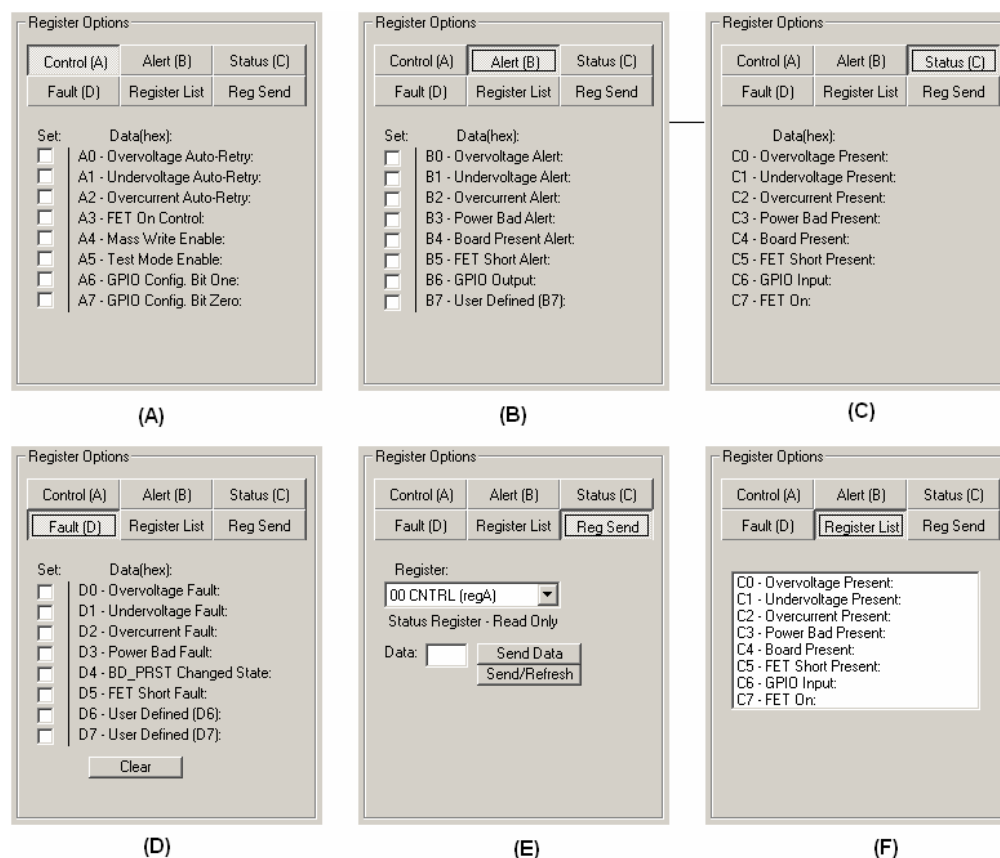 Register Options
Control (A) Alert (B) Status (C)
Fault (D) Register List Reg Send
Set: Data(hex):
A0 - Overvoltage Auto-Retry:
A1 - Undervoltage Auto-Retry:
A2 - Overcurrent Auto-Retry:
A3 - FET On Control:
A4 - Mass Write Enable:
A5 - Test Mode Enable:
A6 - GPIO Config. Bit One:
A7 - GPIO Config. Bit Zero:
(A)
Register Options
Control (A) Alert (B) Status (C)
Fault (D) Register List Reg Send
Set: Data(hex):
B0 - Overvoltage Alert:
B1 - Undervoltage Alert:
B2 - Overcurrent Alert:
B3 - Power Bad Alert:
B4 - Board Present Alert:
B5 - FET Short Alert:
B6 - GPIO Output:
B7 - User Defined (B7):
(B)
Register Options
Control (A) Alert (B) Status (C)
Fault (D) Register List Reg Send
Data(hex):
C0 - Overvoltage Present:
C1 - Undervoltage Present:
C2 - Overcurrent Present:
C3 - Power Bad Present:
C4 - Board Present:
C5 - FET Short Present:
C6 - GPIO Input:
C7 - FET On:
(C)
Register Options
Control (A) Alert (B) Status (C)
Fault (D) Register List Reg Send
Set: Data(hex):
D0 - Overvoltage Fault:
D1 - Undervoltage Fault:
D2 - Overcurrent Fault:
D3 - Power Bad Fault:
D4 - BD_PRST Changed State:
D5 - FET Short Fault:
D6 - User Defined (D6):
D7 - User Defined (D7):
Clear
(D)
Register Options
Control (A) Alert (B) Status (C)
Fault (D) Register List Reg Send
Register:
00 CNTRL (regA)
Status Register - Read Only
Data: Send Data
Send/Refresh
(E)
Register Options
Control (A) Alert (B) Status (C)
Fault (D) Register List Reg Send
C0 - Overvoltage Present:
C1 - Undervoltage Present:
C2 - Overcurrent Present:
C3 - Power Bad Present:
C4 - Board Present:
C5 - FET Short Present:
C6 - GPIO Input:
C7 - FET On:
(F)